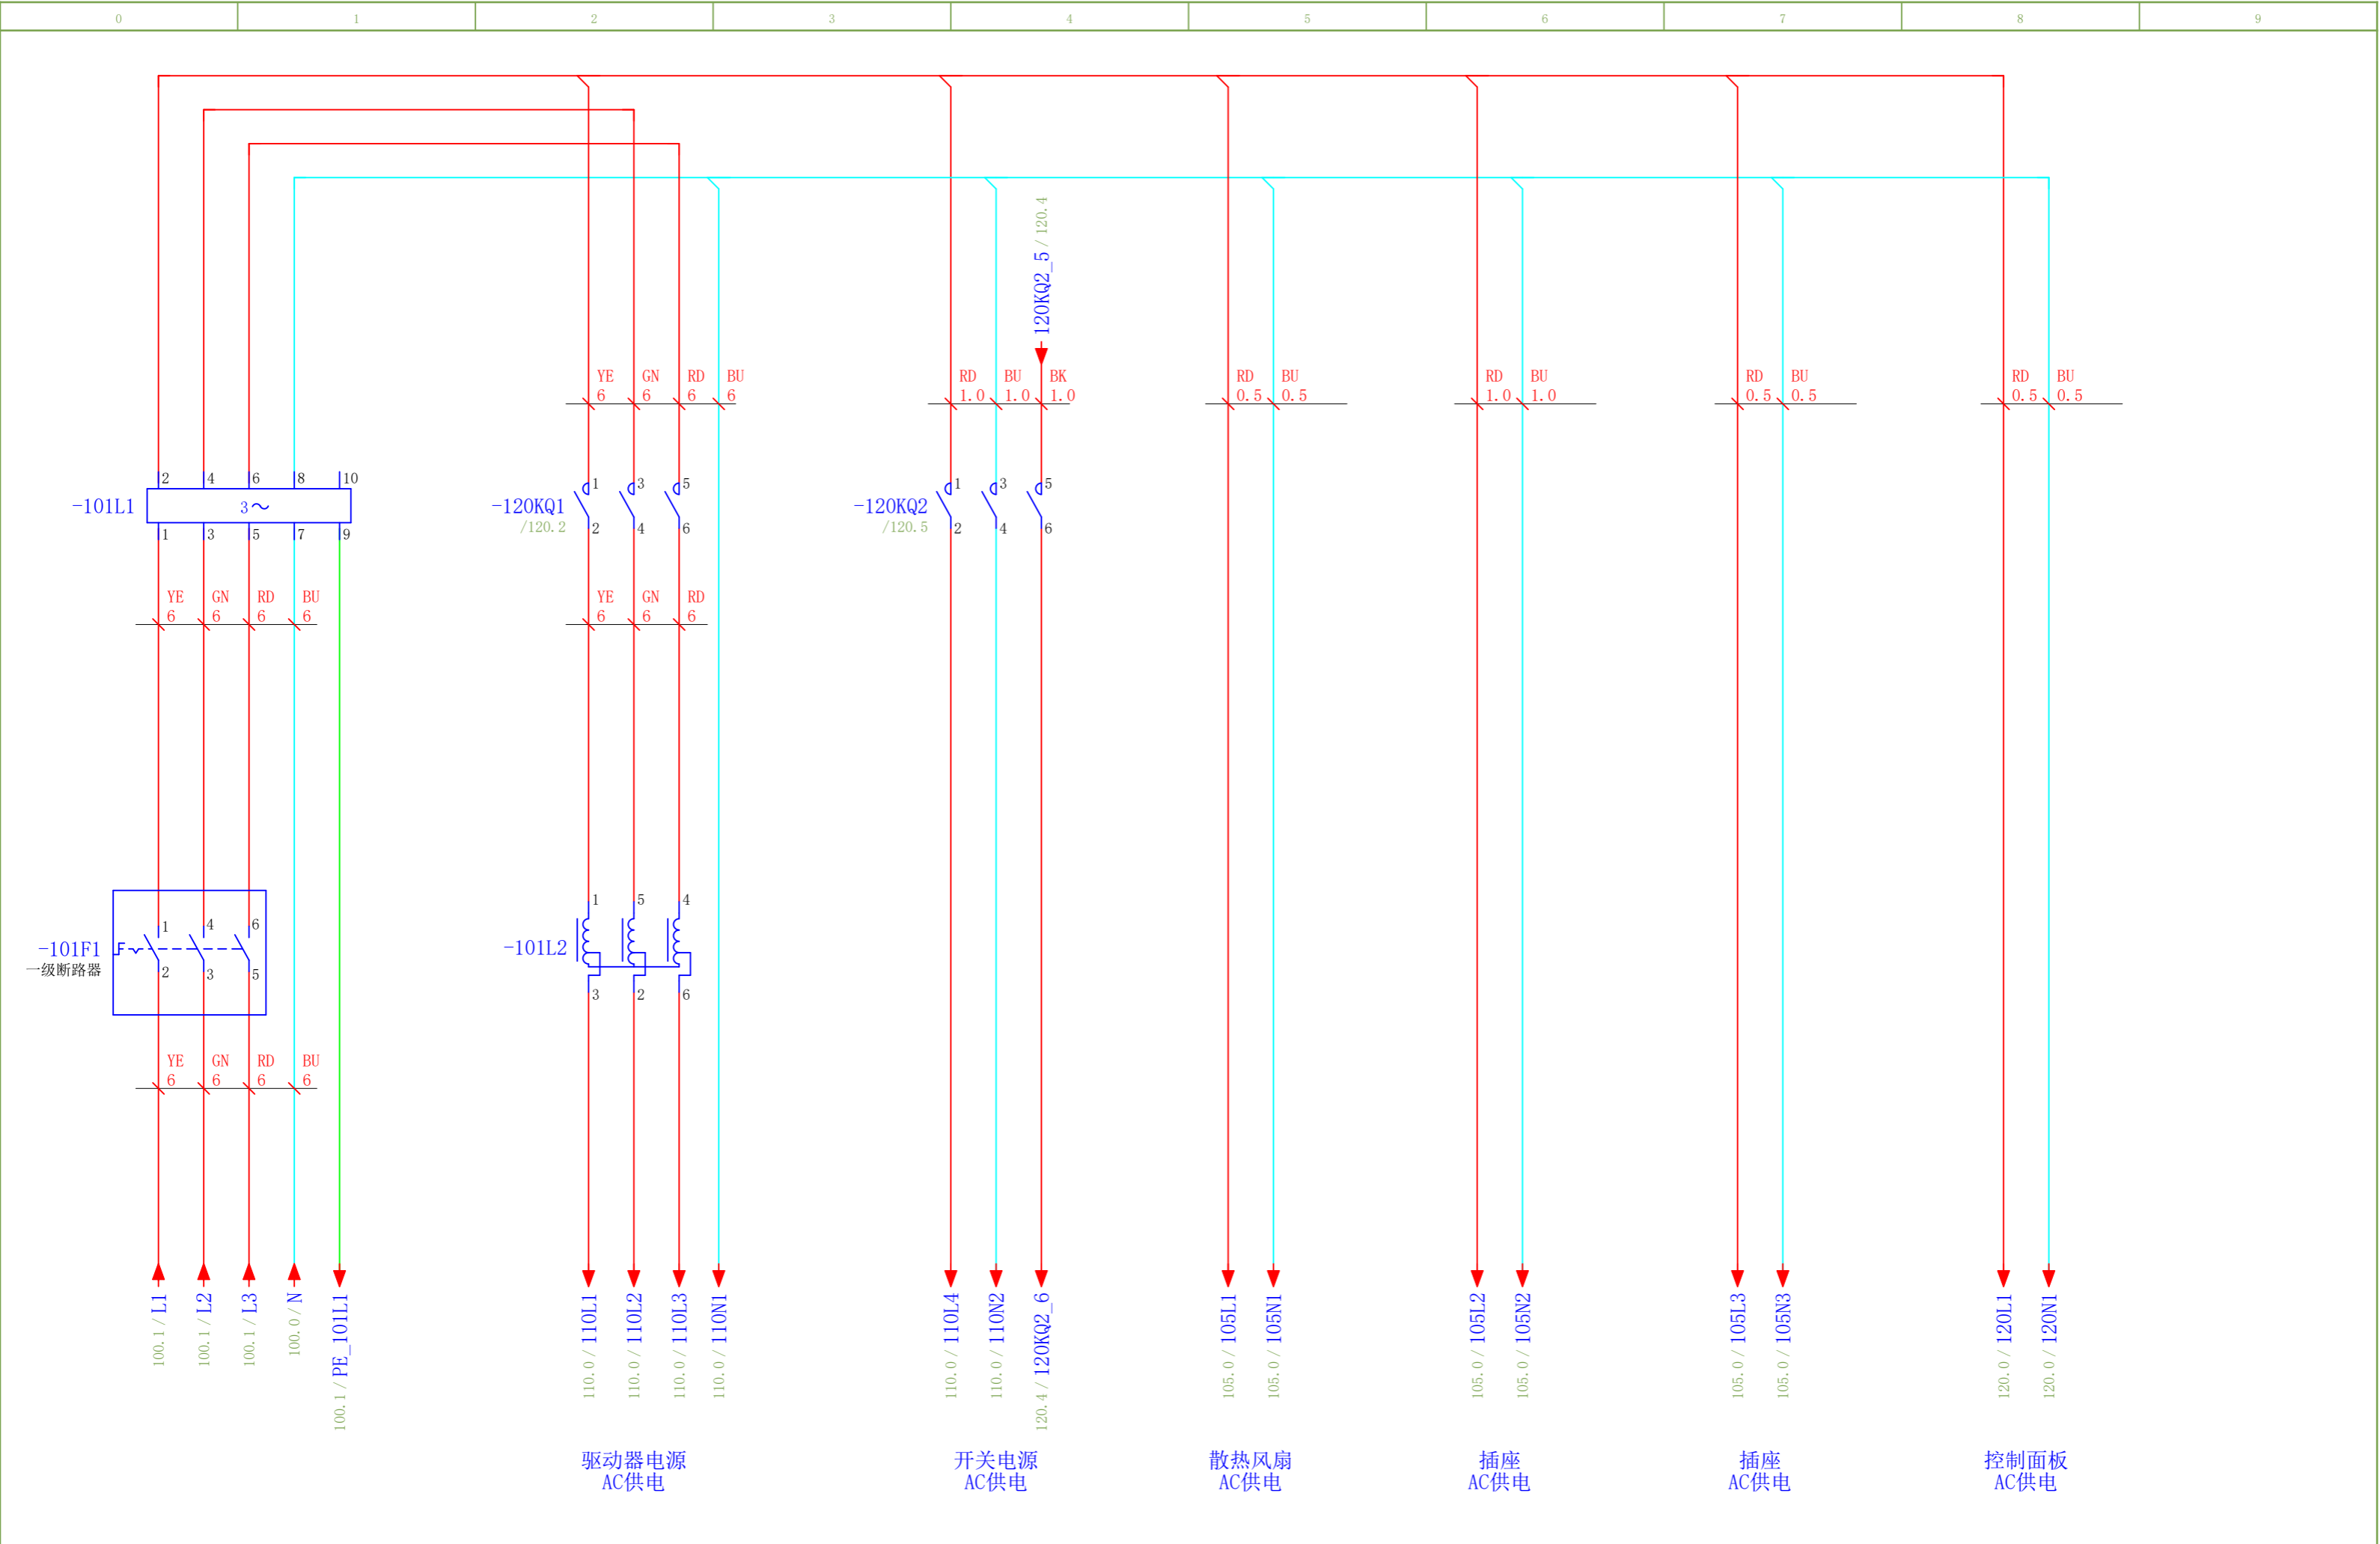 0 1 2 3 4 5 6 7 8 9
120KQ2_5 / 120.4
YE GN RD BU
6 6 6 6
RD BU BK
1.0 1.0 1.0
RD BU
0.5 0.5
RD BU
1.0 1.0
RD BU
0.5 0.5
RD BU
0.5 0.5
2 4 6 8 10
-101L1
3～
1 3 5 7 9
1 3 5
-120KQ1
/120.2
2 4 6
1 3 5
-120KQ2
/120.5
2 4 6
YE GN RD BU
6 6 6 6
YE GN RD
6 6 6
1 4 6
-101F1
一级断路器
2 3 5
1 5 4
-101L2
3 2 6
YE GN RD BU
6 6 6 6
100.1 / L1
100.1 / L2
100.1 / L3
100.0 / N
100.1 / PE_101L1
110.0 / 110L1
110.0 / 110L2
110.0 / 110L3
110.0 / 110N1
110.0 / 110L4
110.0 / 110N2
120.4 / 120KQ2_6
105.0 / 105L1
105.0 / 105N1
105.0 / 105L2
105.0 / 105N2
105.0 / 105L3
105.0 / 105N3
120.0 / 120L1
120.0 / 120N1
驱动器电源
AC供电
开关电源
AC供电
散热风扇
AC供电
插座
AC供电
插座
AC供电
控制面板
AC供电